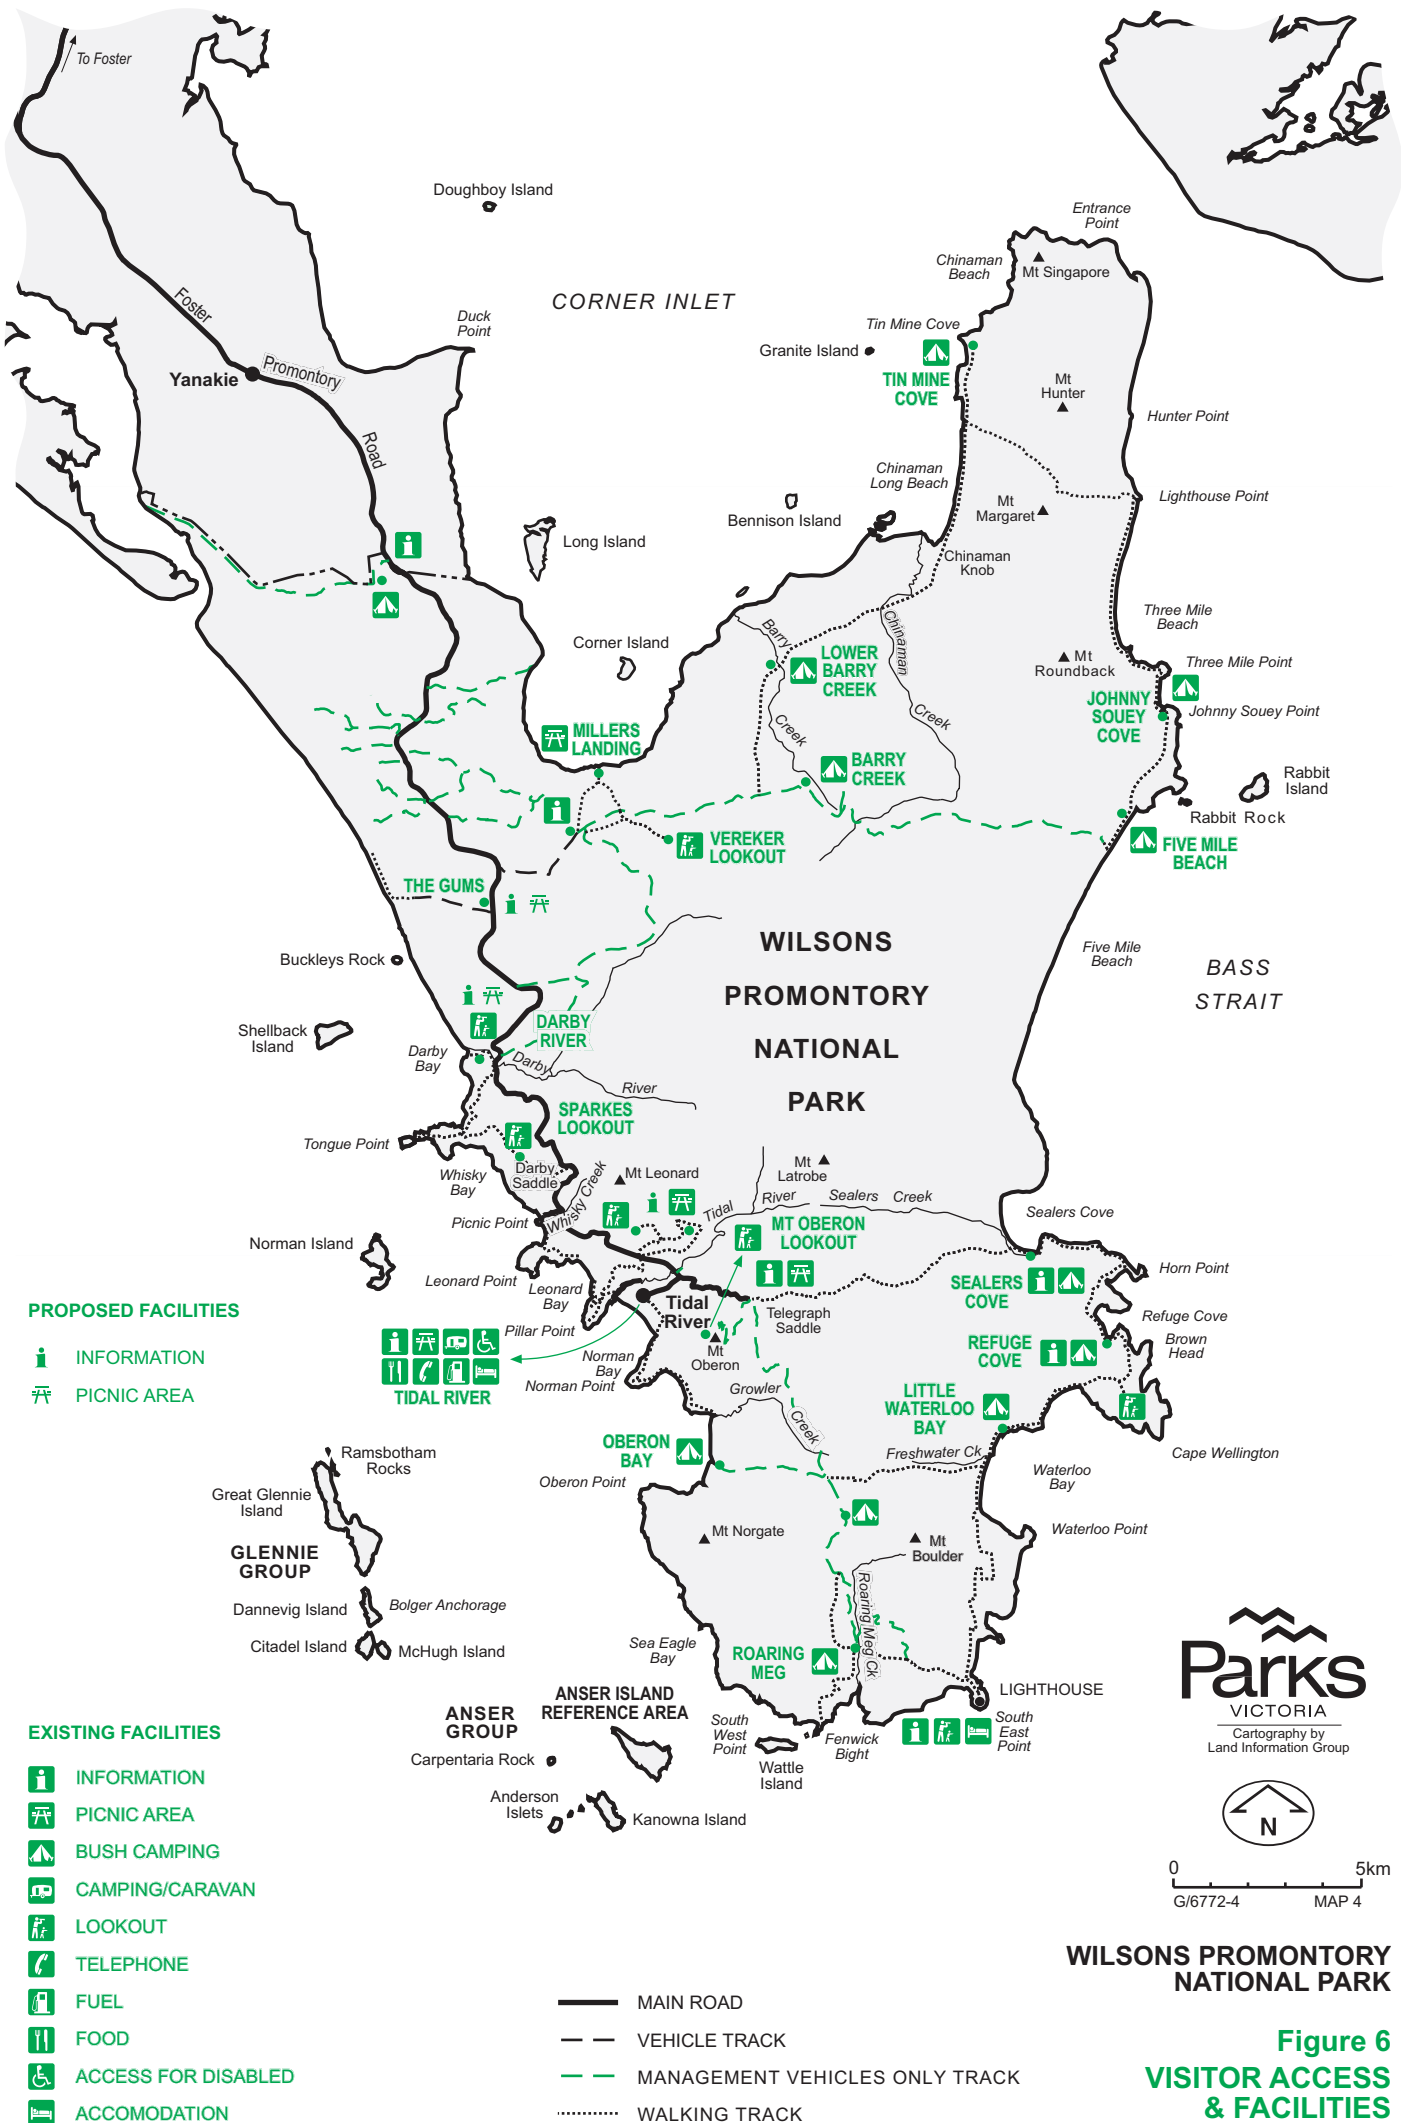 To Foster
Doughboy Island
Entrance
Point
Chinaman
Beach
Mt Singapore
CORNER INLET
Foster
Duck
Point
Tin Mine Cove
Granite Island
Yanakie
Promontory
TIN MINE
COVE
Mt
Hunter
Hunter Point
Road
Chinaman
Long Beach
Lighthouse Point
Mt
Margaret
Bennison Island
Long Island
Chinaman
Knob
Three Mile
Beach
Corner Island
Barry
Chinaman
LOWER
BARRY
CREEK
Mt
Roundback
Three Mile Point
JOHNNY
SOUEY
COVE
Johnny Souey Point
Creek
Creek
MILLERS
LANDING
BARRY
CREEK
Rabbit
Island
Rabbit Rock
VEREKER
LOOKOUT
FIVE MILE
BEACH
THE GUMS
WILSONS
PROMONTORY
NATIONAL
PARK
Five Mile
Beach
BASS
STRAIT
Buckleys Rock
Shellback
Island
DARBY
RIVER
Darby
Bay
Darby
River
SPARKES
LOOKOUT
Tongue Point
Whisky
Bay
Darby
Saddle
Whisky Creek
Mt Leonard
Mt
Latrobe
Picnic Point
Tidal
River
Sealers Creek
Sealers Cove
Norman Island
MT OBERON
LOOKOUT
Leonard Point
Leonard
Bay
SEALERS
COVE
Horn Point
PROPOSED FACILITIES
INFORMATION
PICNIC AREA
Tidal
River
Telegraph
Saddle
Refuge Cove
Pillar Point
REFUGE
COVE
Brown
Head
Norman
Bay
Mt
Oberon
Norman Point
TIDAL RIVER
Growler
Creek
LITTLE
WATERLOO
BAY
OBERON
BAY
Freshwater Ck
Cape Wellington
Ramsbotham
Rocks
Oberon Point
Waterloo
Bay
Great Glennie
Island
Mt Norgate
Mt
Boulder
Waterloo Point
GLENNIE
GROUP
Dannevig Island
Bolger Anchorage
Roaring Meg Ck
Citadel Island
McHugh Island
Sea Eagle
Bay
ROARING
MEG
Parks
VICTORIA
Cartography by
Land Information Group
LIGHTHOUSE
ANSER ISLAND
REFERENCE AREA
ANSER
GROUP
South
West
Point
Fenwick
Bight
South
East
Point
EXISTING FACILITIES
Carpentaria Rock
Wattle
Island
INFORMATION
PICNIC AREA
BUSH CAMPING
CAMPING/CARAVAN
LOOKOUT
TELEPHONE
FUEL
FOOD
ACCESS FOR DISABLED
ACCOMODATION
Anderson
Islets
Kanowna Island
N
0 5km
G/6772-4 MAP 4
MAIN ROAD
VEHICLE TRACK
MANAGEMENT VEHICLES ONLY TRACK
WALKING TRACK
WILSONS PROMONTORY
NATIONAL PARK
Figure 6
VISITOR ACCESS
& FACILITIES